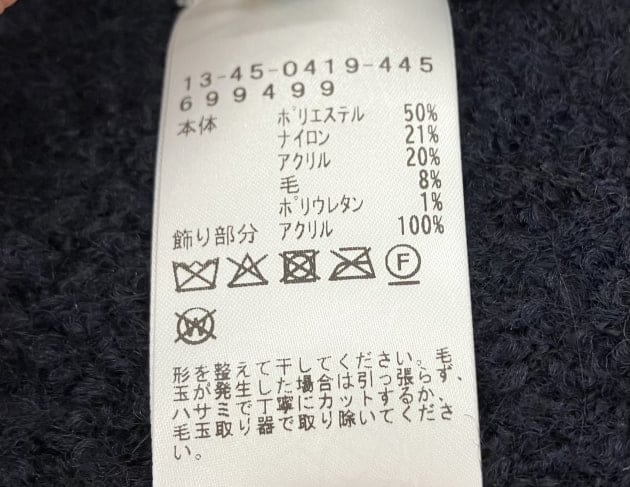 13-45-0419-445
699499
本体 ポリエステル 50%
ナイロン 21%
アクリル 20%
毛 8%
ポリウレタン 1%
飾り部分 アクリル 100%
F
W
形を整えて干してください。毛
玉が発生した場合は引っ張らず、
ハサミで丁寧にカットするか、
毛玉取り器で取り除いてくださ
い。